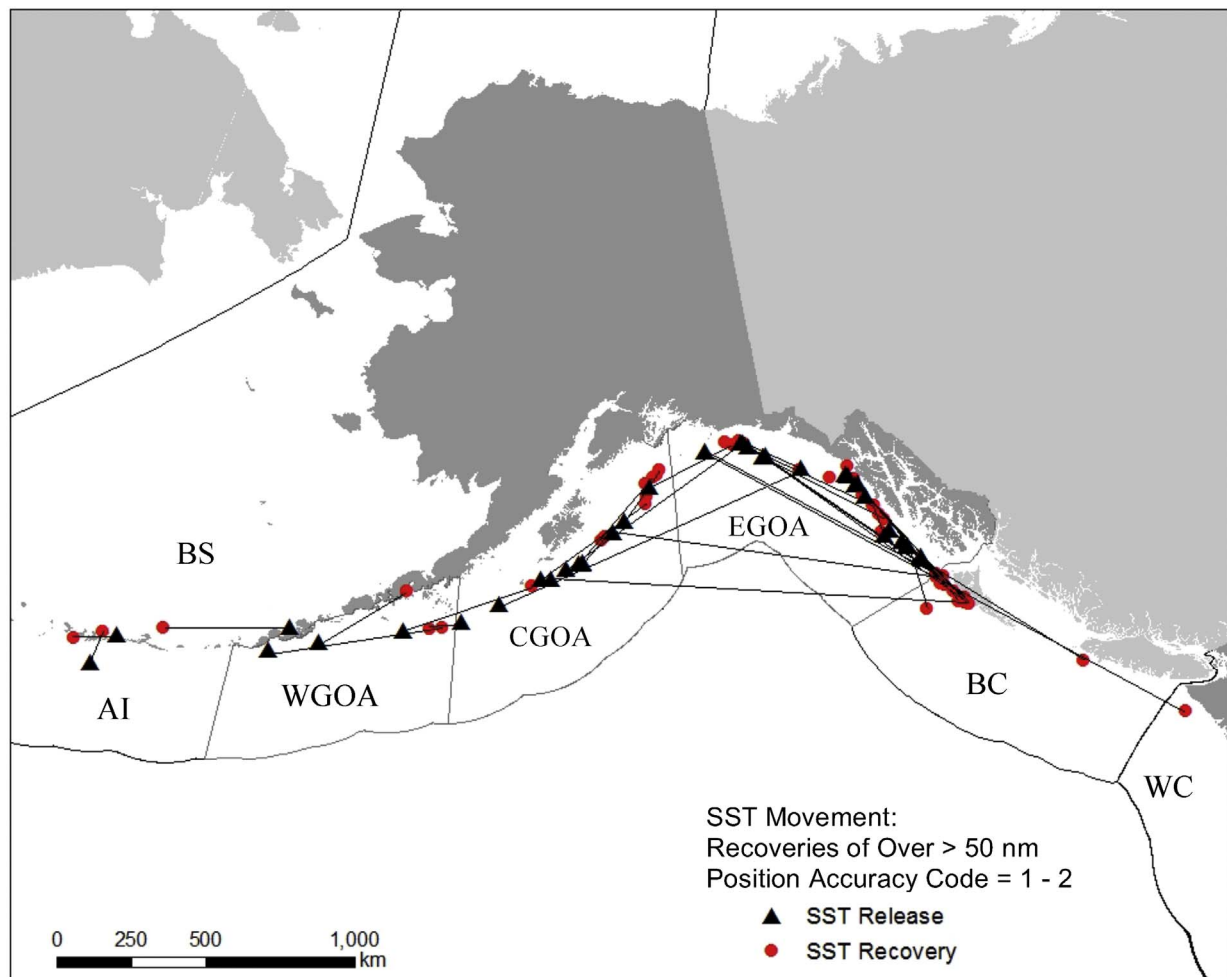 BS
EGOA
AI
WGOA
CGOA
BC
WC
SST Movement:
Recoveries of Over > 50 nm
Position Accuracy Code = 1 - 2
SST Release
SST Recovery
0 250 500 1,000
km